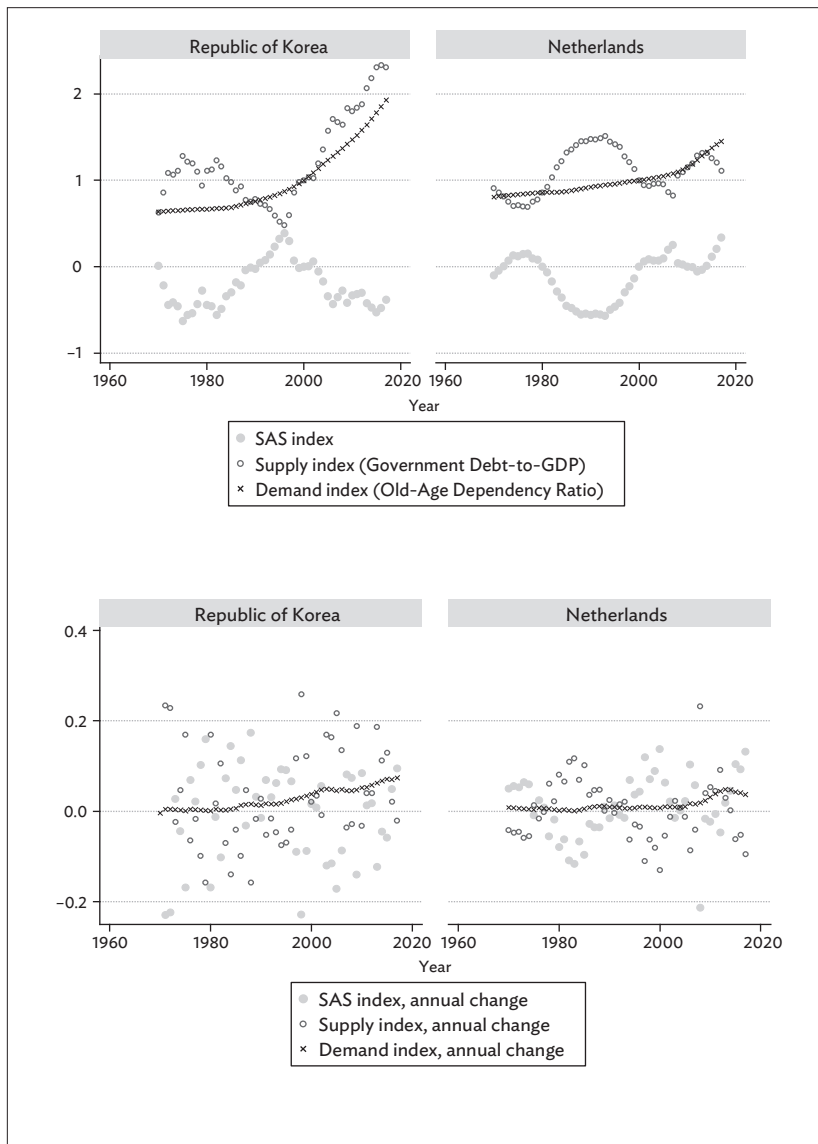 Republic of Korea
Netherlands
2
1
0
–1
1960 1980 2000 2020
1960 1980 2000 2020
Year
SAS index
Supply index (Government Debt-to-GDP)
Demand index (Old-Age Dependency Ratio)
Republic of Korea
Netherlands
0.4
0.2
0.0
–0.2
1960 1980 2000 2020
1960 1980 2000 2020
Year
SAS index, annual change
Supply index, annual change
Demand index, annual change